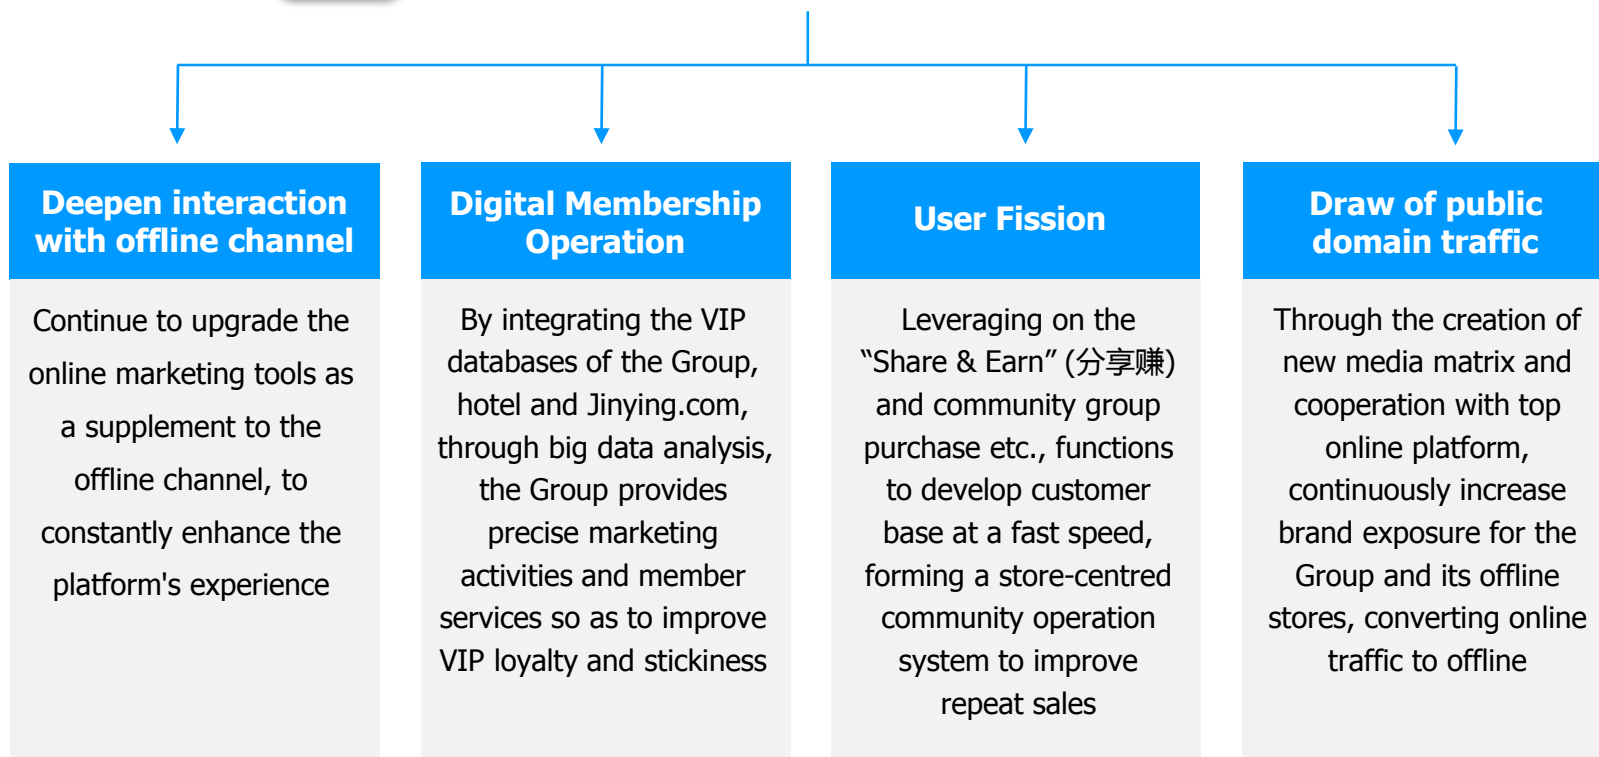 Deepen interaction
with offline channel
Continue to upgrade the
online marketing tools as
a supplement to the
offline channel, to
constantly enhance the
platform's experience
Digital Membership
Operation
By integrating the VIP
databases of the Group,
hotel and Jinying.com,
through big data analysis,
the Group provides
precise marketing
activities and member
services so as to improve
VIP loyalty and stickiness
User Fission
Leveraging on the
“Share & Earn” (分享赚)
and community group
purchase etc., functions
to develop customer
base at a fast speed,
forming a store-centred
community operation
system to improve
repeat sales
Draw of public
domain traffic
Through the creation of
new media matrix and
cooperation with top
online platform,
continuously increase
brand exposure for the
Group and its offline
stores, converting online
traffic to offline